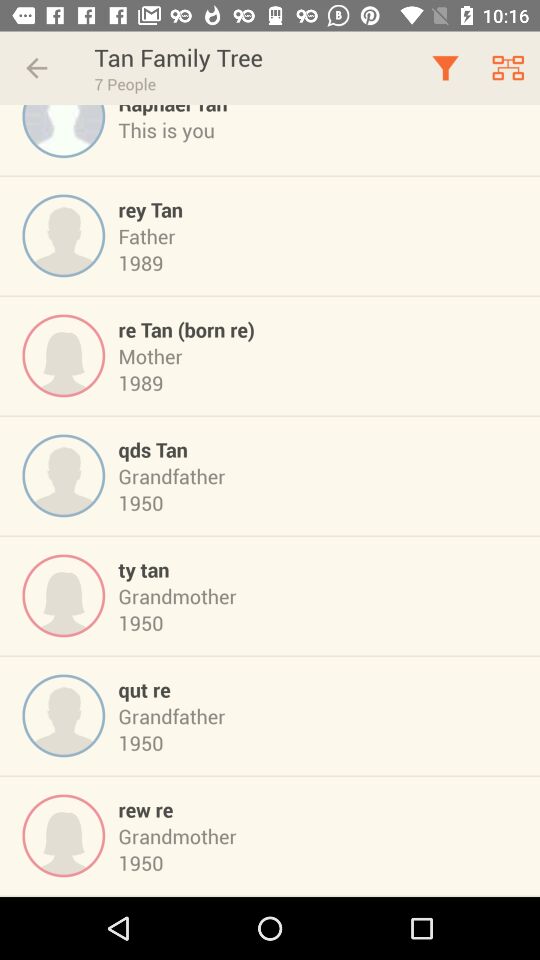 10:16
Tan Family Tree
7 People
Raphael Tan
This is you
rey Tan
Father
1989
re Tan (born re)
Mother
1989
qds Tan
Grandfather
1950
ty tan
Grandmother
1950
qut re
Grandfather
1950
rew re
Grandmother
1950